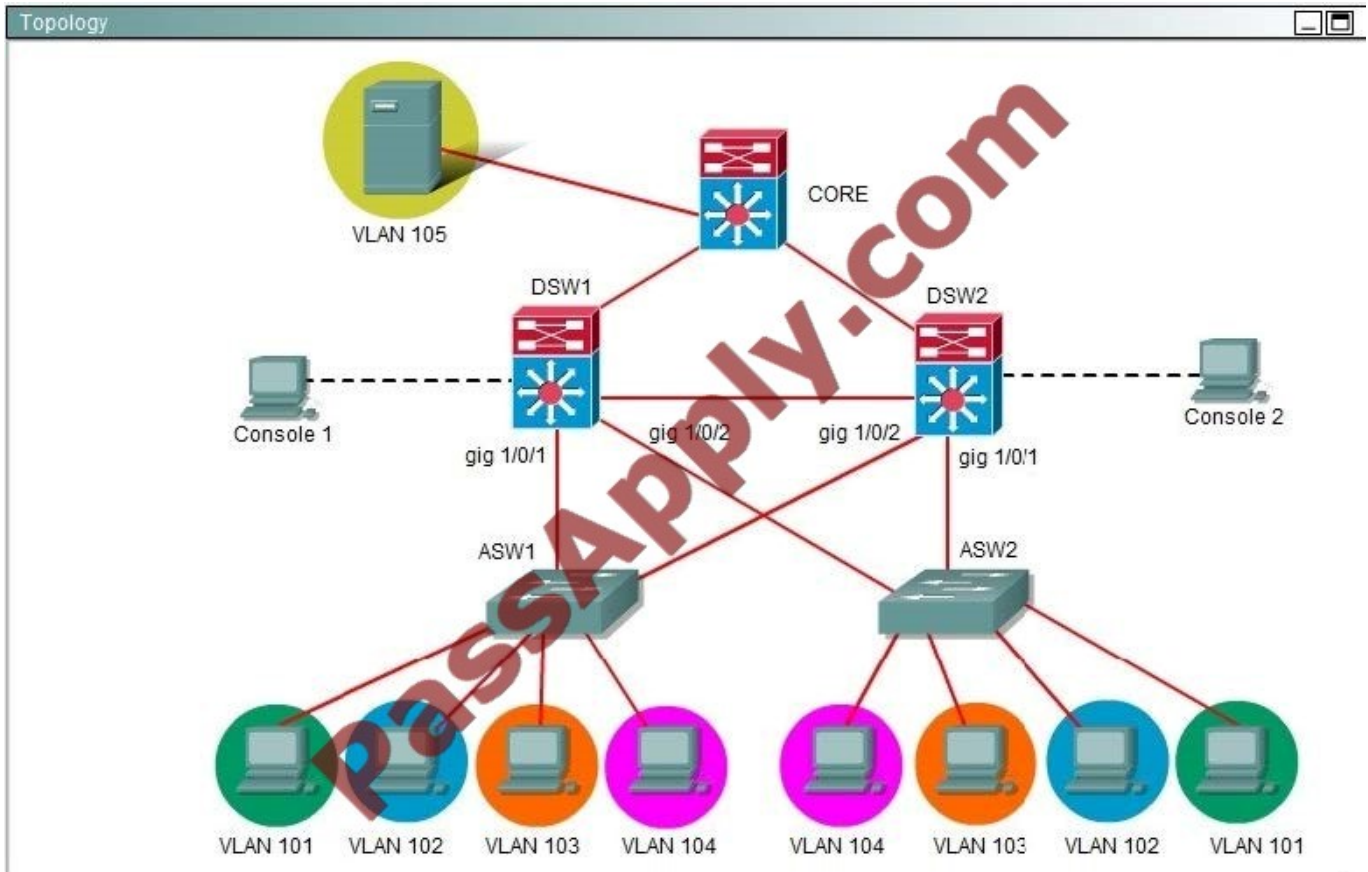 Topology
VLAN 105
CORE
DSW1
DSW2
Console 1
Console 2
gig 1/0/2
gig 1/0/2
gig 1/0/1
gig 1/0/1
ASW1
ASW2
VLAN 101
VLAN 102
VLAN 103
VLAN 104
VLAN 104
VLAN 103
VLAN 102
VLAN 101
PassApply.com